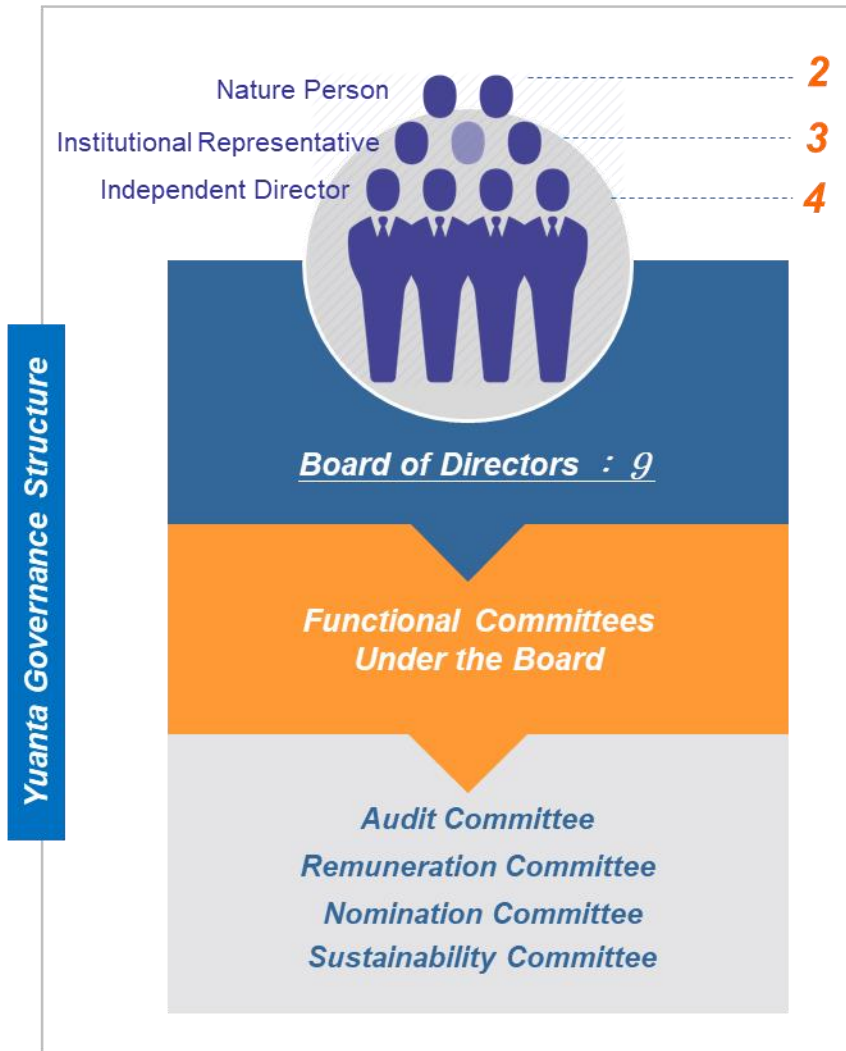 Nature Person 2
Institutional Representative 3
Independent Director 4
Yuanta Governance Structure
Board of Directors : 9
Functional Committees
Under the Board
Audit Committee
Remuneration Committee
Nomination Committee
Sustainability Committee